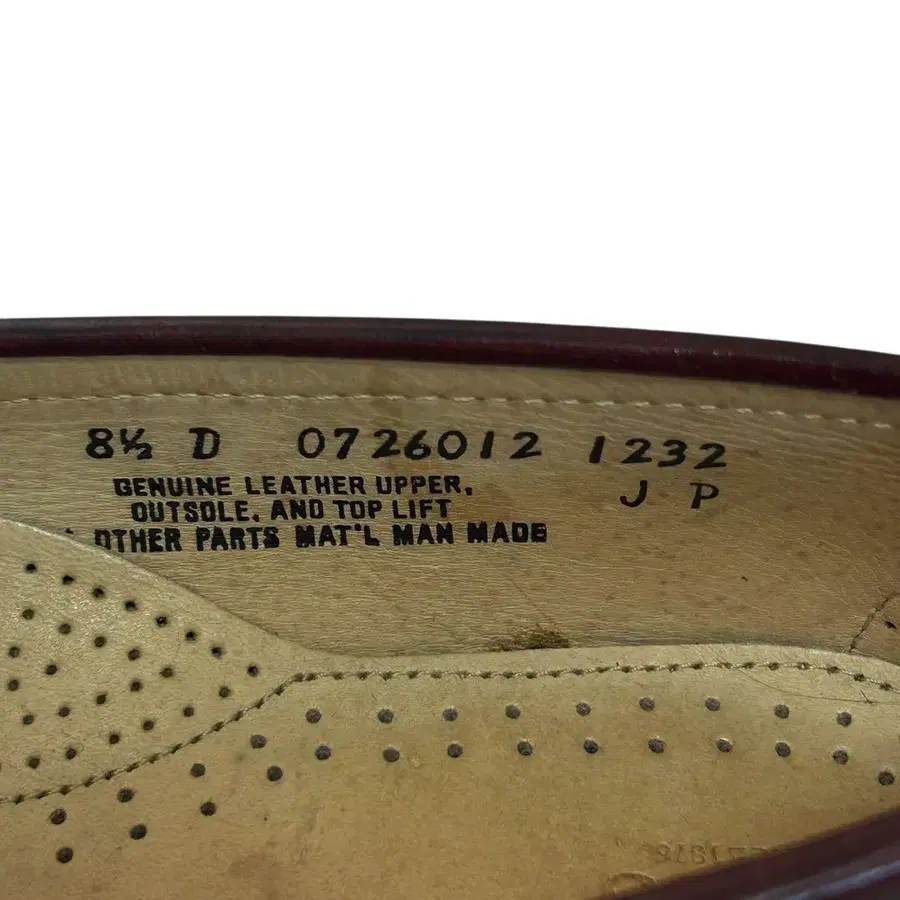 8½ D 0726012 1232
GENUINE LEATHER UPPER,
OUTSOLE, AND TOP LIFT
OTHER PARTS MAT'L MAN MADE
J P